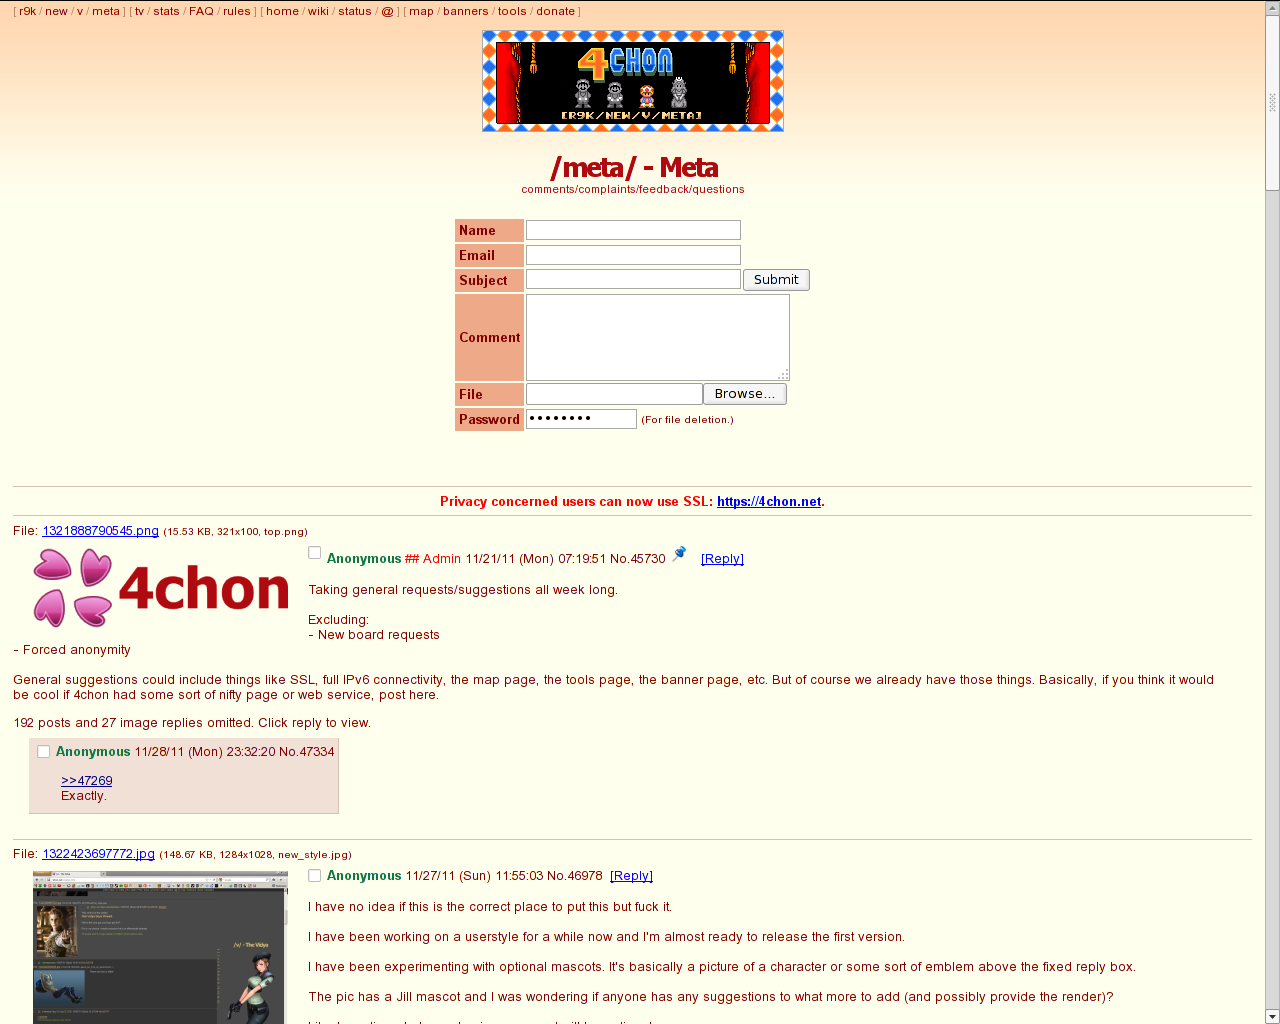 [ r9k / new / v / meta ] [ tv / stats / FAQ / rules ] [ home / wiki / status / @ ] [ map / banners / tools / donate ]
4CHON
[R9K/NEW/V/META]
/meta/ - Meta
comments/complaints/feedback/questions
Name
Email
Subject
Submit
Comment
File
Browse...
Password
(For file deletion.)
Privacy concerned users can now use SSL: https://4chon.net.
File: 1321888790545.png (15.53 KB, 321x100, top.png)
4chon
Anonymous ## Admin 11/21/11 (Mon) 07:19:51 No.45730 [Reply]
Taking general requests/suggestions all week long.
Excluding:
- New board requests
- Forced anonymity
General suggestions could include things like SSL, full IPv6 connectivity, the map page, the tools page, the banner page, etc. But of course we already have those things. Basically, if you think it would
be cool if 4chon had some sort of nifty page or web service, post here.
192 posts and 27 image replies omitted. Click reply to view.
Anonymous 11/28/11 (Mon) 23:32:20 No.47334
>>47269
Exactly.
File: 1322423697772.jpg (148.67 KB, 1284x1028, new_style.jpg)
Anonymous 11/27/11 (Sun) 11:55:03 No.46978 [Reply]
I have no idea if this is the correct place to put this but fuck it.
I have been working on a userstyle for a while now and I'm almost ready to release the first version.
I have been experimenting with optional mascots. It's basically a picture of a character or some sort of emblem above the fixed reply box.
The pic has a Jill mascot and I was wondering if anyone has any suggestions to what more to add (and possibly provide the render)?
/v/ - The Vidya